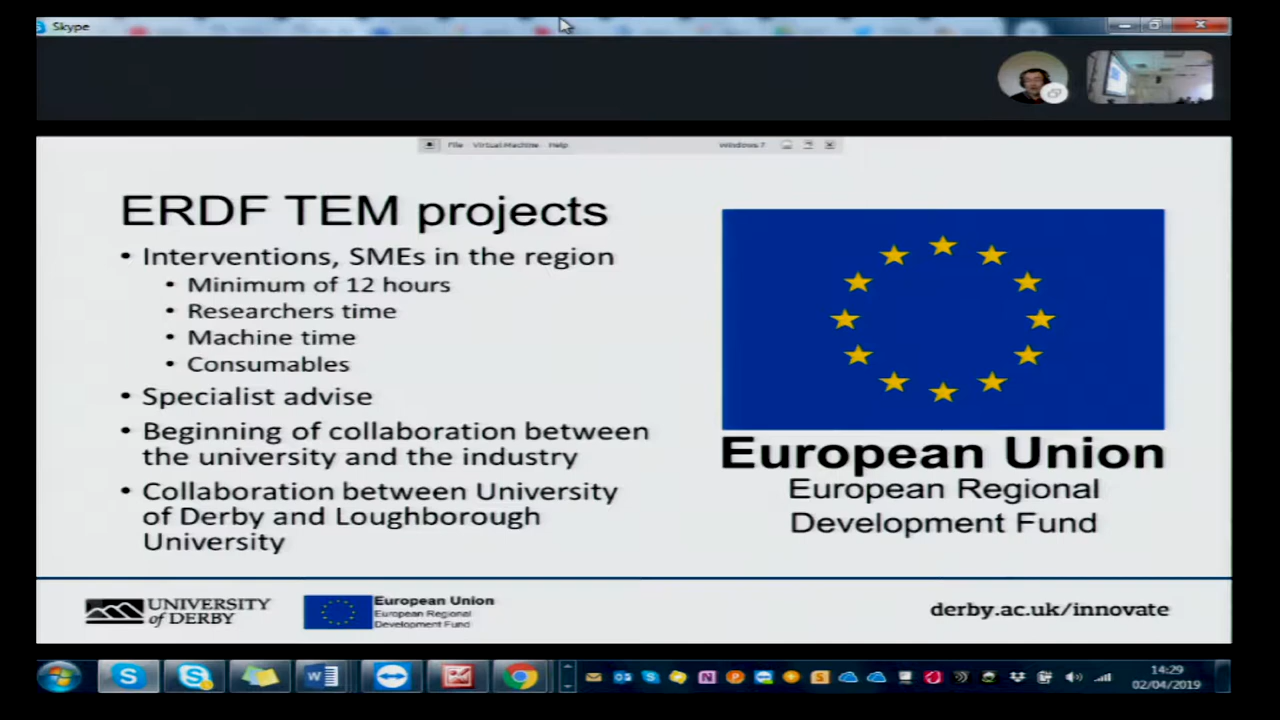 Skype
File Virtual Machine Help
Windows 7
ERDF TEM projects
• Interventions, SMEs in the region
• Minimum of 12 hours
• Researchers time
• Machine time
• Consumables
• Specialist advise
• Beginning of collaboration between
the university and the industry
• Collaboration between University
of Derby and Loughborough
University
European Union
European Regional
Development Fund
UNIVERSITY
of DERBY
European Union
European Regional
Development Fund
derby.ac.uk/innovate
14:29
02/04/2019